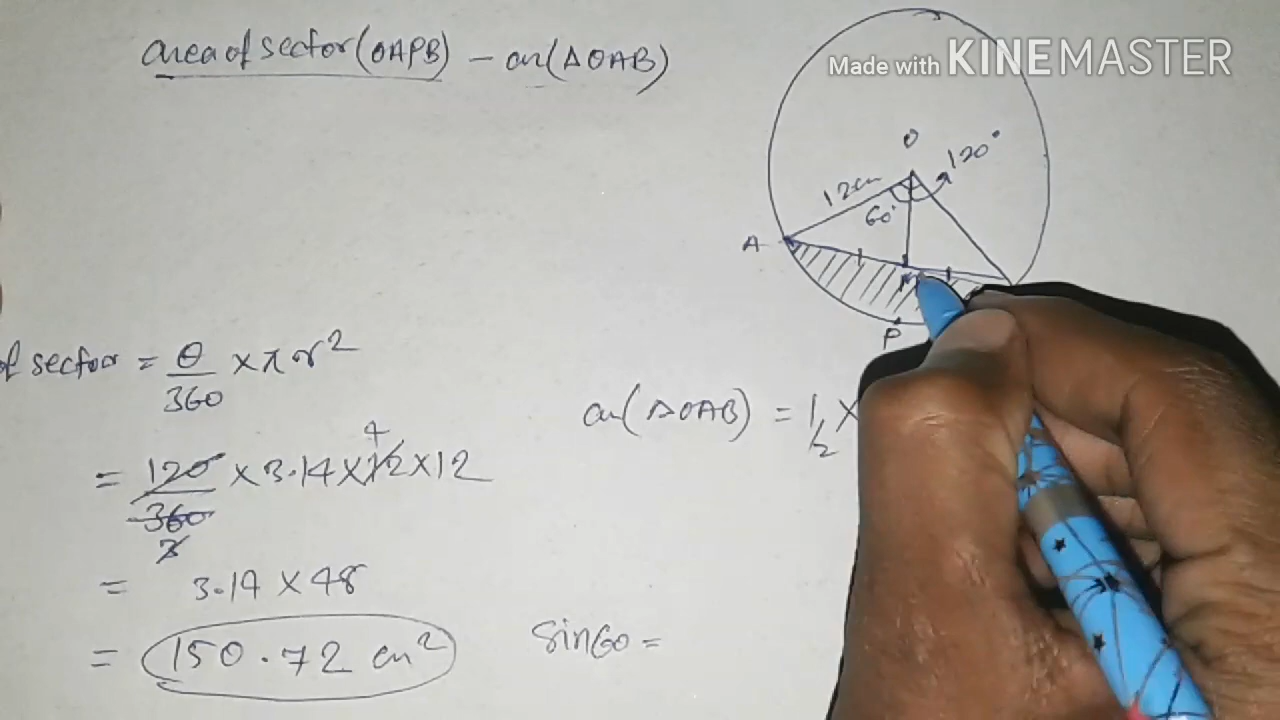 area of sector(OAPB) - ar(ΔOAB)
Made with KINEMASTER
O
120°
12cm
60°
A
P
of sector = θ/360 × π r²
= 120/360 × 3.14 × 12 × 12
4
3
ar(ΔOAB) = 1/2 ×
= 3.14 × 48
= 150.72 cm²
Sin60 =